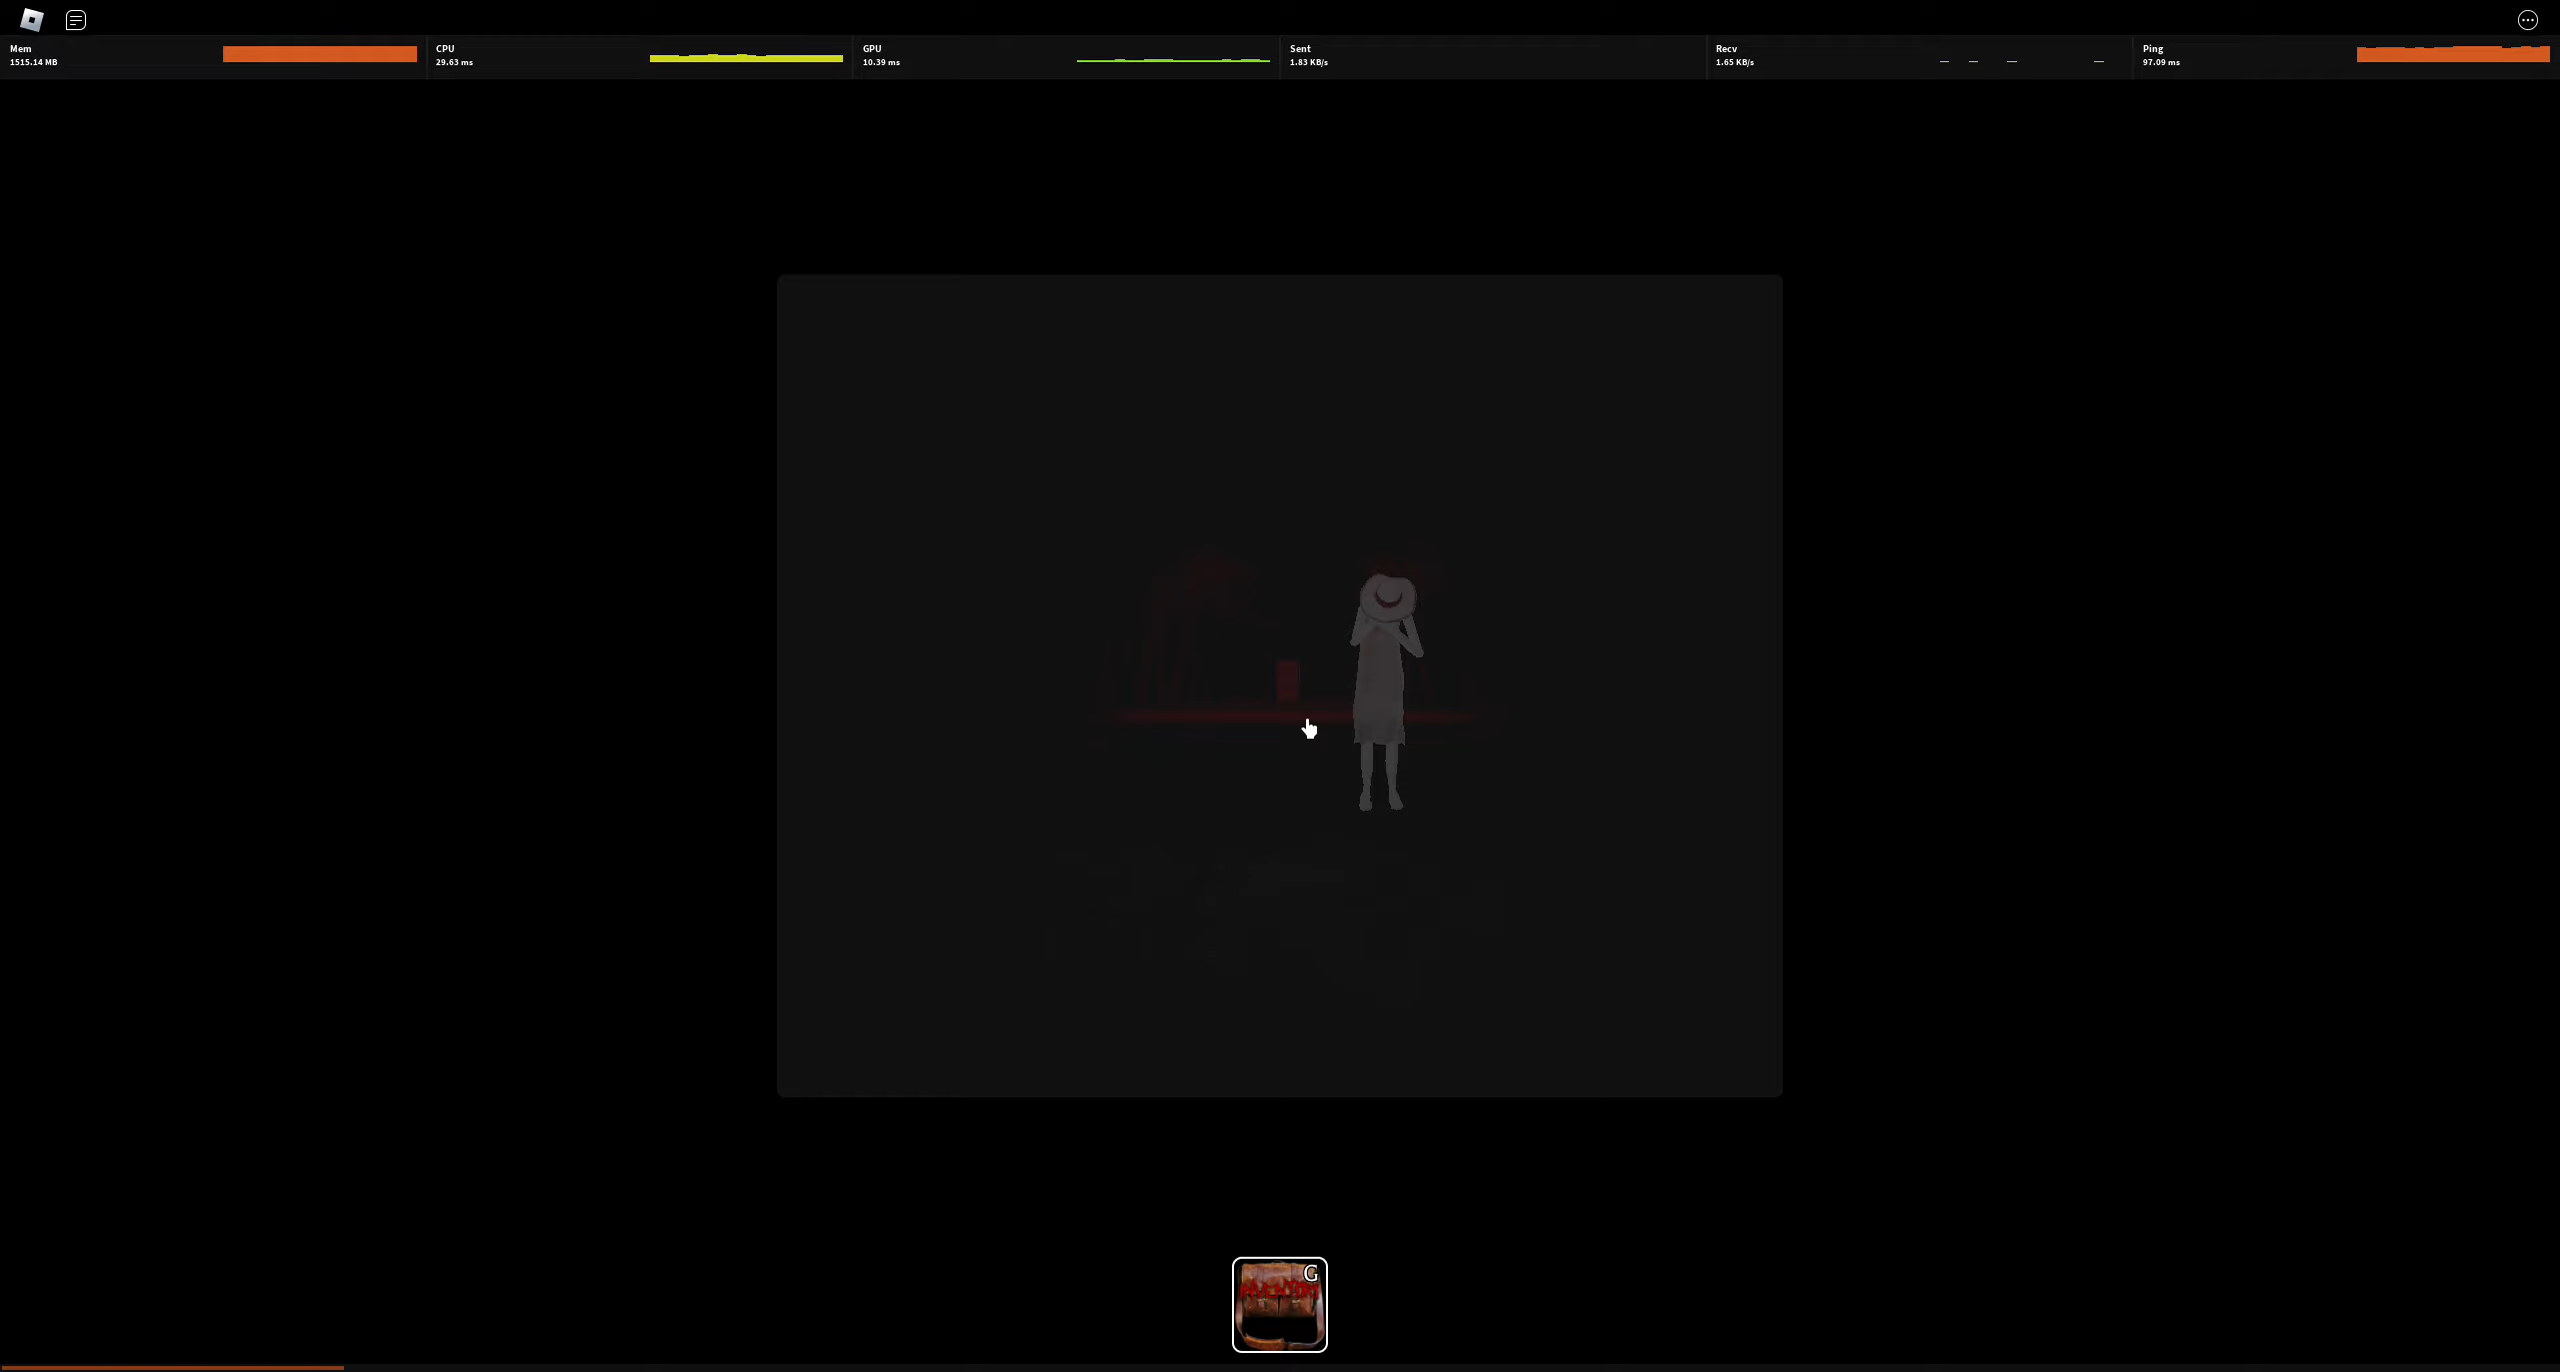 Mem
1515.14 MB
CPU
29.63 ms
GPU
10.39 ms
Sent
1.83 KB/s
Recv
1.65 KB/s
Ping
97.09 ms
G
INVENTORY